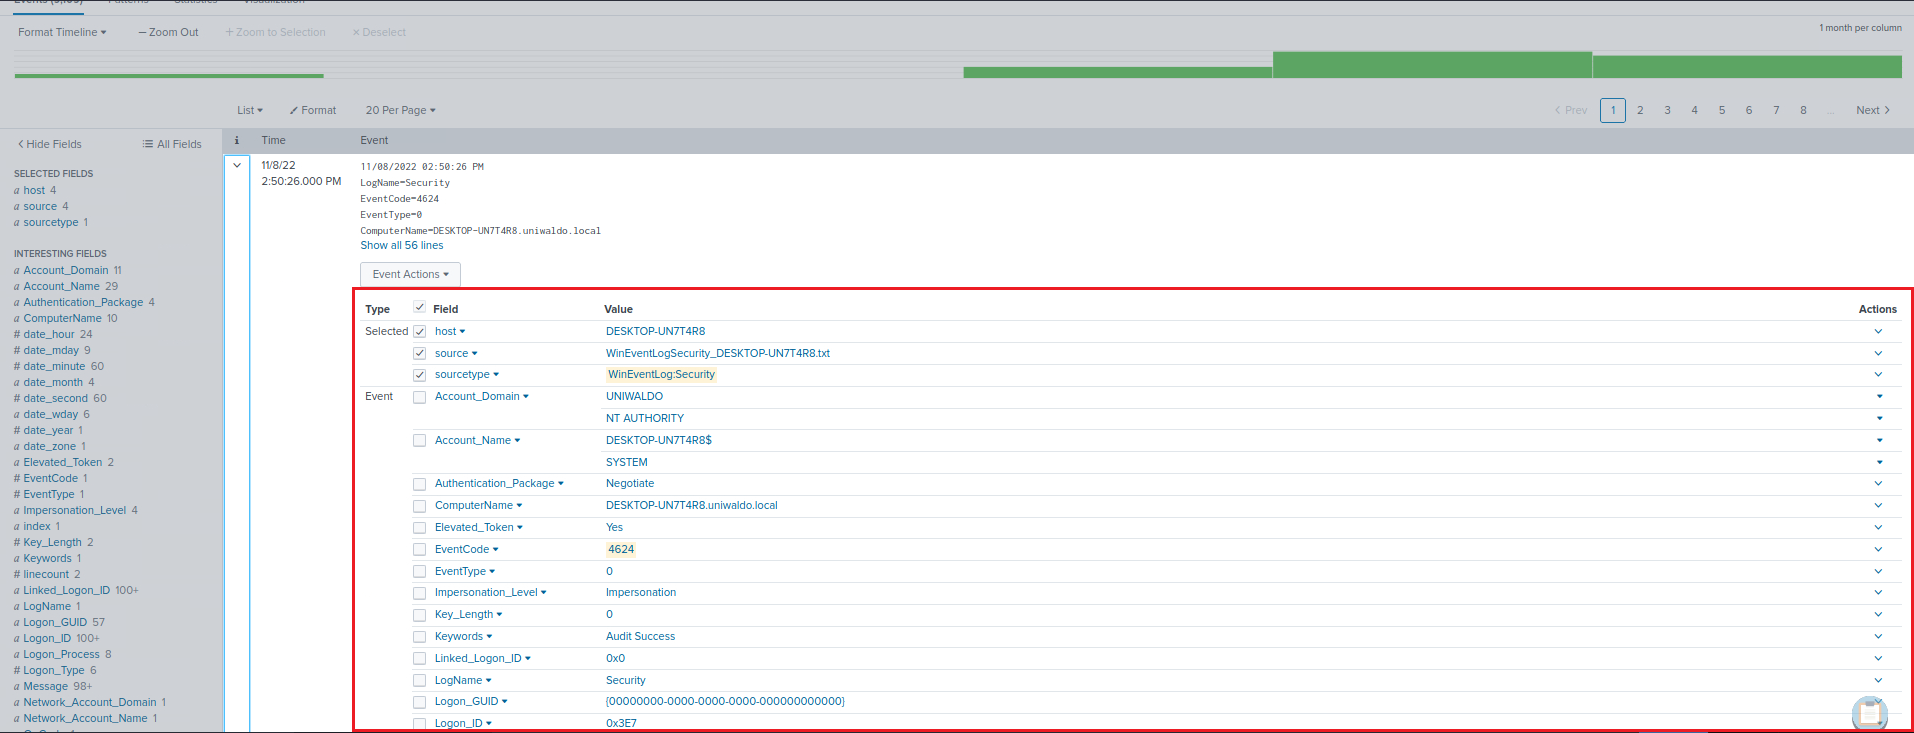 Events
Patterns
Statistics
Visualization
Format Timeline
Zoom Out
+ Zoom to Selection
× Deselect
1 month per column
List
Format
20 Per Page
< Prev
1
2
3
4
5
6
7
8
...
Next >
< Hide Fields
All Fields
i
Time
Event
SELECTED FIELDS
a host 4
a source 4
a sourcetype 1
INTERESTING FIELDS
a Account_Domain 11
a Account_Name 29
a Authentication_Package 4
a ComputerName 10
# date_hour 24
# date_mday 9
# date_minute 60
a date_month 4
# date_second 60
a date_wday 6
# date_year 1
a date_zone 1
a Elevated_Token 2
# EventCode 1
# EventType 1
a Impersonation_Level 4
a index 1
# Key_Length 2
a Keywords 1
# linecount 2
a Linked_Logon_ID 100+
a LogName 1
a Logon_GUID 57
a Logon_ID 100+
a Logon_Process 8
# Logon_Type 6
a Message 98+
a Network_Account_Domain 1
a Network_Account_Name 1
11/8/22
2:50:26.000 PM
11/08/2022 02:50:26 PM
LogName=Security
EventCode=4624
EventType=0
ComputerName=DESKTOP-UN7T4R8.uniwaldo.local
Show all 56 lines
Event Actions
Type Field Value Actions
Selected host DESKTOP-UN7T4R8
source WinEventLogSecurity_DESKTOP-UN7T4R8.txt
sourcetype WinEventLog:Security
Event Account_Domain UNIWALDO
NT AUTHORITY
Account_Name DESKTOP-UN7T4R8$
SYSTEM
Authentication_Package Negotiate
ComputerName DESKTOP-UN7T4R8.uniwaldo.local
Elevated_Token Yes
EventCode 4624
EventType 0
Impersonation_Level Impersonation
Key_Length 0
Keywords Audit Success
Linked_Logon_ID 0x0
LogName Security
Logon_GUID {00000000-0000-0000-0000-000000000000}
Logon_ID 0x3E7